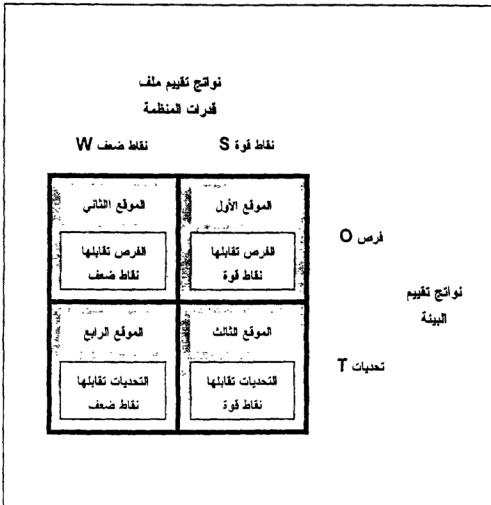 نواتج تقييم ملف
قدرات المنظمة
نقاط قوة S
نقاط ضعف W
الموقع الأول
الموقع الثاني
الفرص تقابلها
نقاط قوة
الفرص تقابلها
نقاط ضعف
فرص O
نواتج تقييم
البيئة
الموقع الثالث
الموقع الرابع
التحديات تقابلها
نقاط قوة
التحديات تقابلها
نقاط ضعف
تحديات T